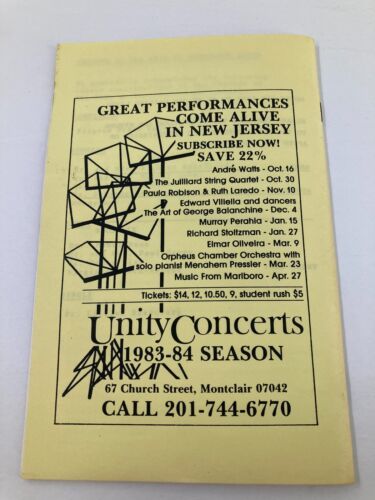 GREAT PERFORMANCES
COME ALIVE
IN NEW JERSEY
SUBSCRIBE NOW!
SAVE 22%
André Watts - Oct. 16
The Juilliard String Quartet - Oct. 30
Paula Robison & Ruth Laredo - Nov. 10
Edward Villella and dancers
The Art of George Balanchine - Dec. 4
Murray Perahia - Jan. 15
Richard Stoltzman - Jan. 27
Elmar Oliveira - Mar. 9
Orpheus Chamber Orchestra with
solo pianist Menahem Pressler - Mar. 23
Music From Marlboro - Apr. 27
Tickets: $14, 12, 10.50, 9, student rush $5
Unity Concerts
1983-84 SEASON
67 Church Street, Montclair 07042
CALL 201-744-6770